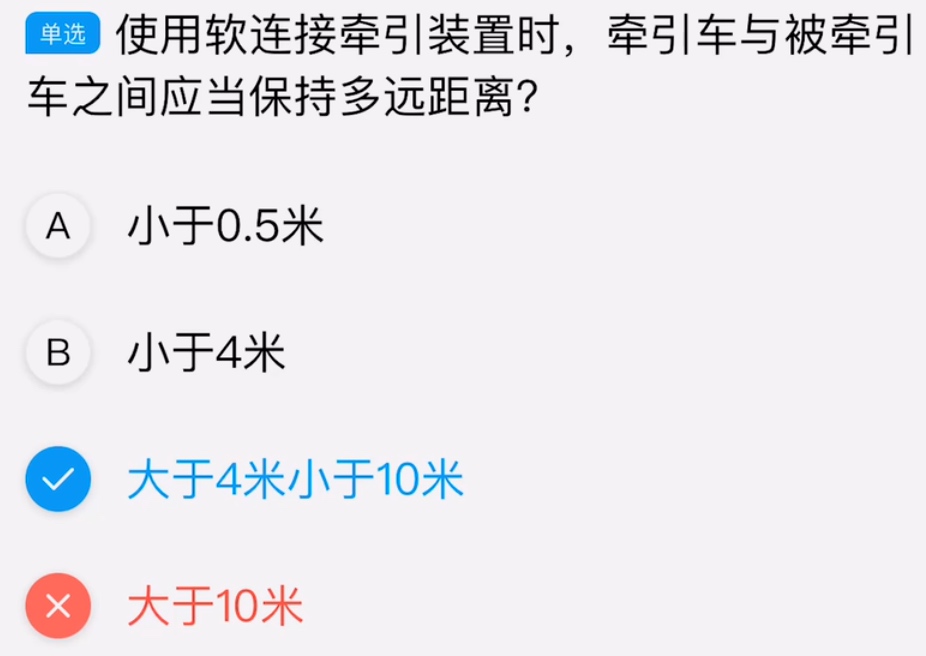 单选 使用软连接牵引装置时，牵引车与被牵引
车之间应当保持多远距离?
A 小于0.5米
B 小于4米
大于4米小于10米
大于10米